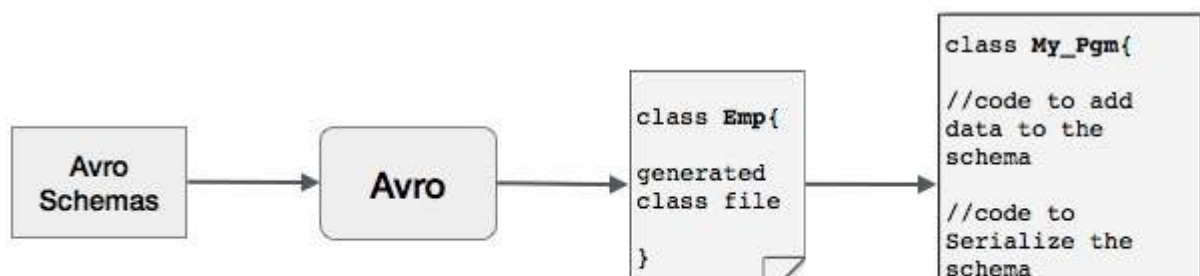 Avro
Schemas
Avro
class Emp{
generated
class file
}
class My_Pgm{
//code to add
data to the
schema
//code to
Serialize the
schema